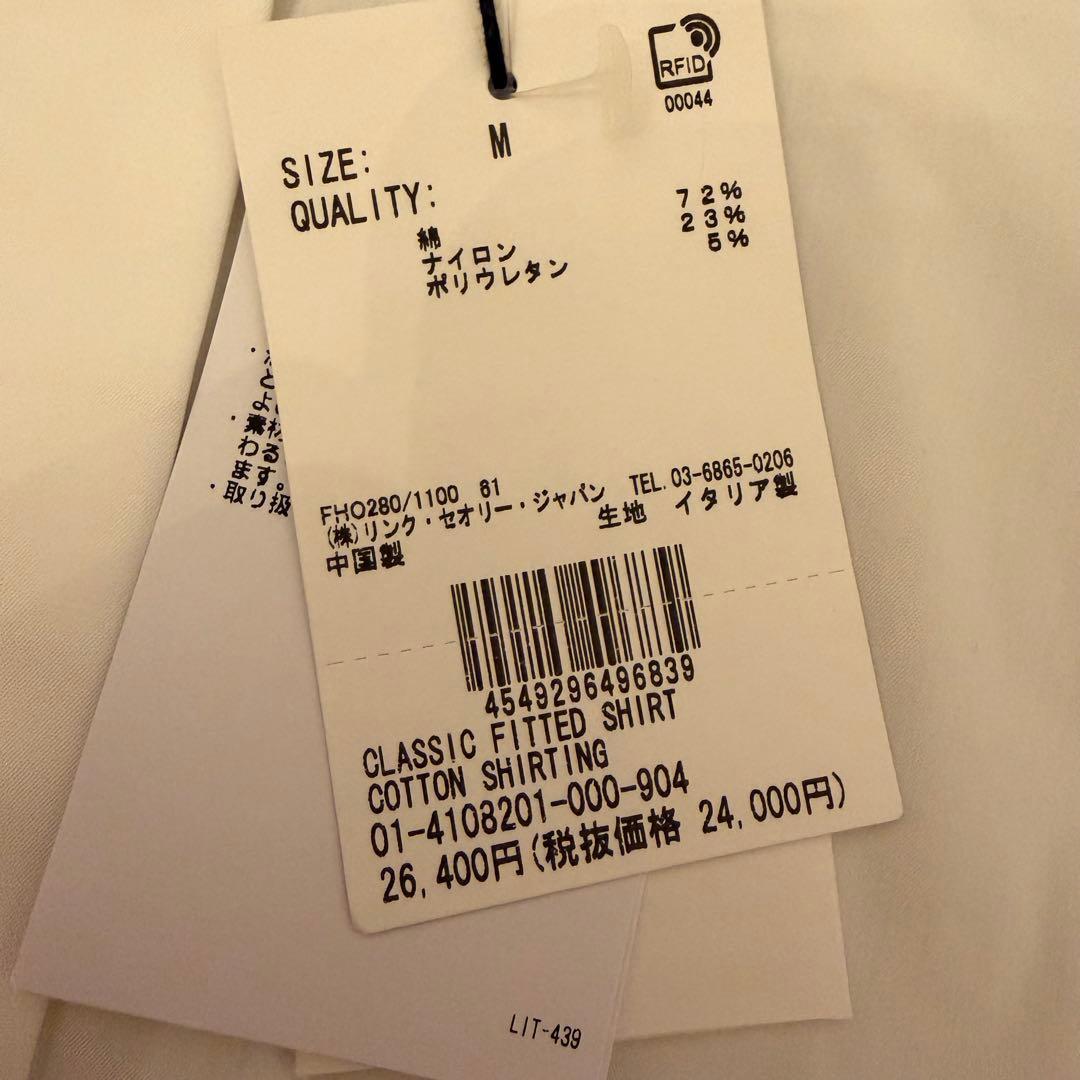 RFID
00044
SIZE: M
QUALITY:
綿 72%
ナイロン 23%
ポリウレタン 5%
と
・素材
わる
ます。
・取り扱
FHO280/1100 61
(株)リンク・セオリー・ジャパン TEL.03-6865-0206
中国製 生地 イタリア製
4549296496839
CLASSIC FITTED SHIRT
COTTON SHIRTING
01-4108201-000-904
26,400円(税抜価格 24,000円)
LIT-439